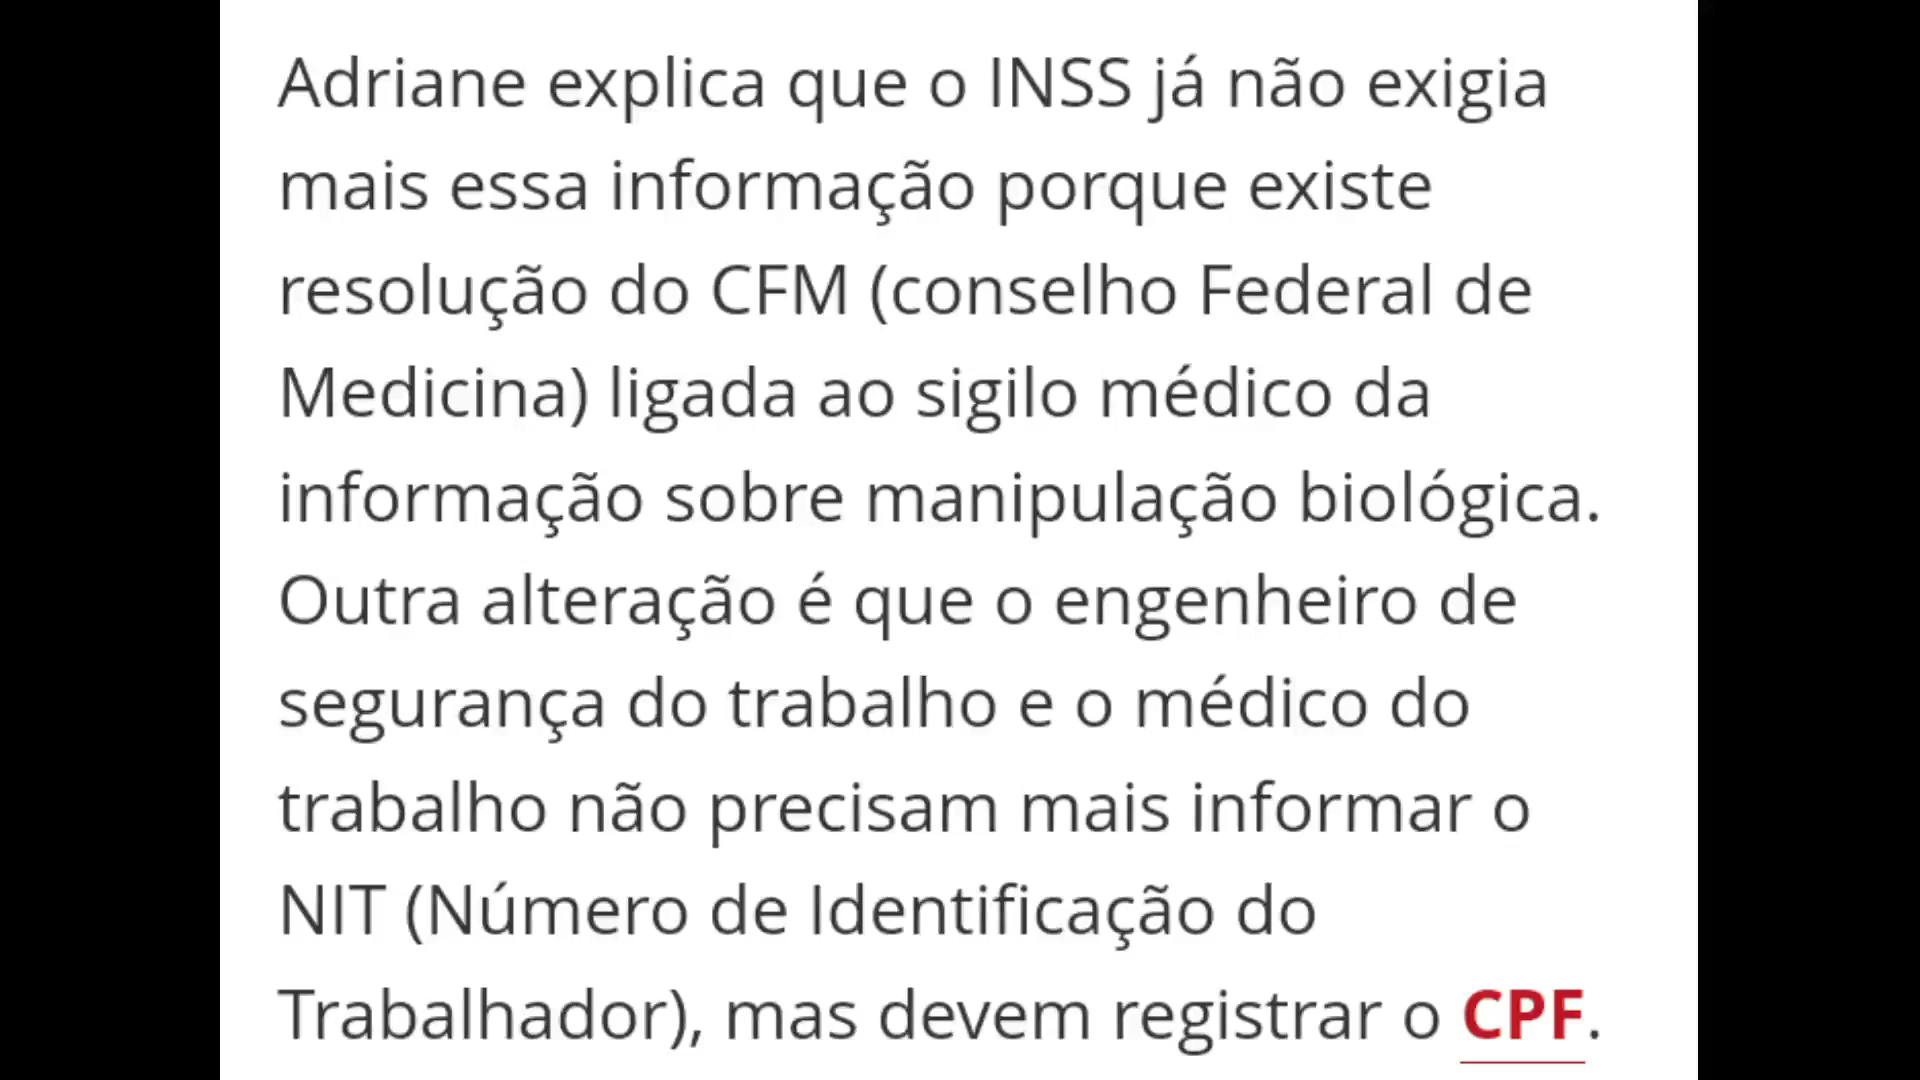 Adriane explica que o INSS já não exigia
mais essa informação porque existe
resolução do CFM (conselho Federal de
Medicina) ligada ao sigilo médico da
informação sobre manipulação biológica.
Outra alteração é que o engenheiro de
segurança do trabalho e o médico do
trabalho não precisam mais informar o
NIT (Número de Identificação do
Trabalhador), mas devem registrar o CPF.